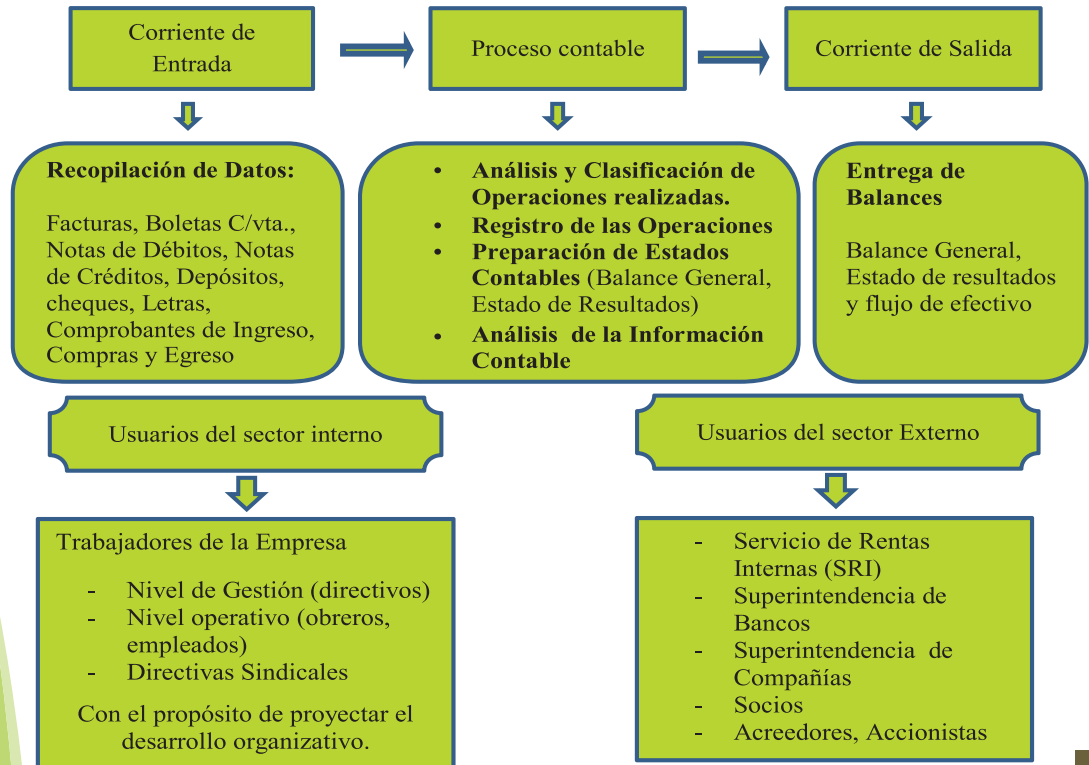 Corriente de
Entrada
Proceso contable
Corriente de Salida
Recopilación de Datos:
Facturas, Boletas C/vta.,
Notas de Débitos, Notas
de Créditos, Depósitos,
cheques, Letras,
Comprobantes de Ingreso,
Compras y Egreso
• Análisis y Clasificación de
Operaciones realizadas.
• Registro de las Operaciones
• Preparación de Estados
Contables (Balance General,
Estado de Resultados)
• Análisis de la Información
Contable
Entrega de
Balances
Balance General,
Estado de resultados
y flujo de efectivo
Usuarios del sector interno
Usuarios del sector Externo
Trabajadores de la Empresa
- Nivel de Gestión (directivos)
- Nivel operativo (obreros,
empleados)
- Directivas Sindicales
Con el propósito de proyectar el
desarrollo organizativo.
- Servicio de Rentas
Internas (SRI)
- Superintendencia de
Bancos
- Superintendencia de
Compañías
- Socios
- Acreedores, Accionistas